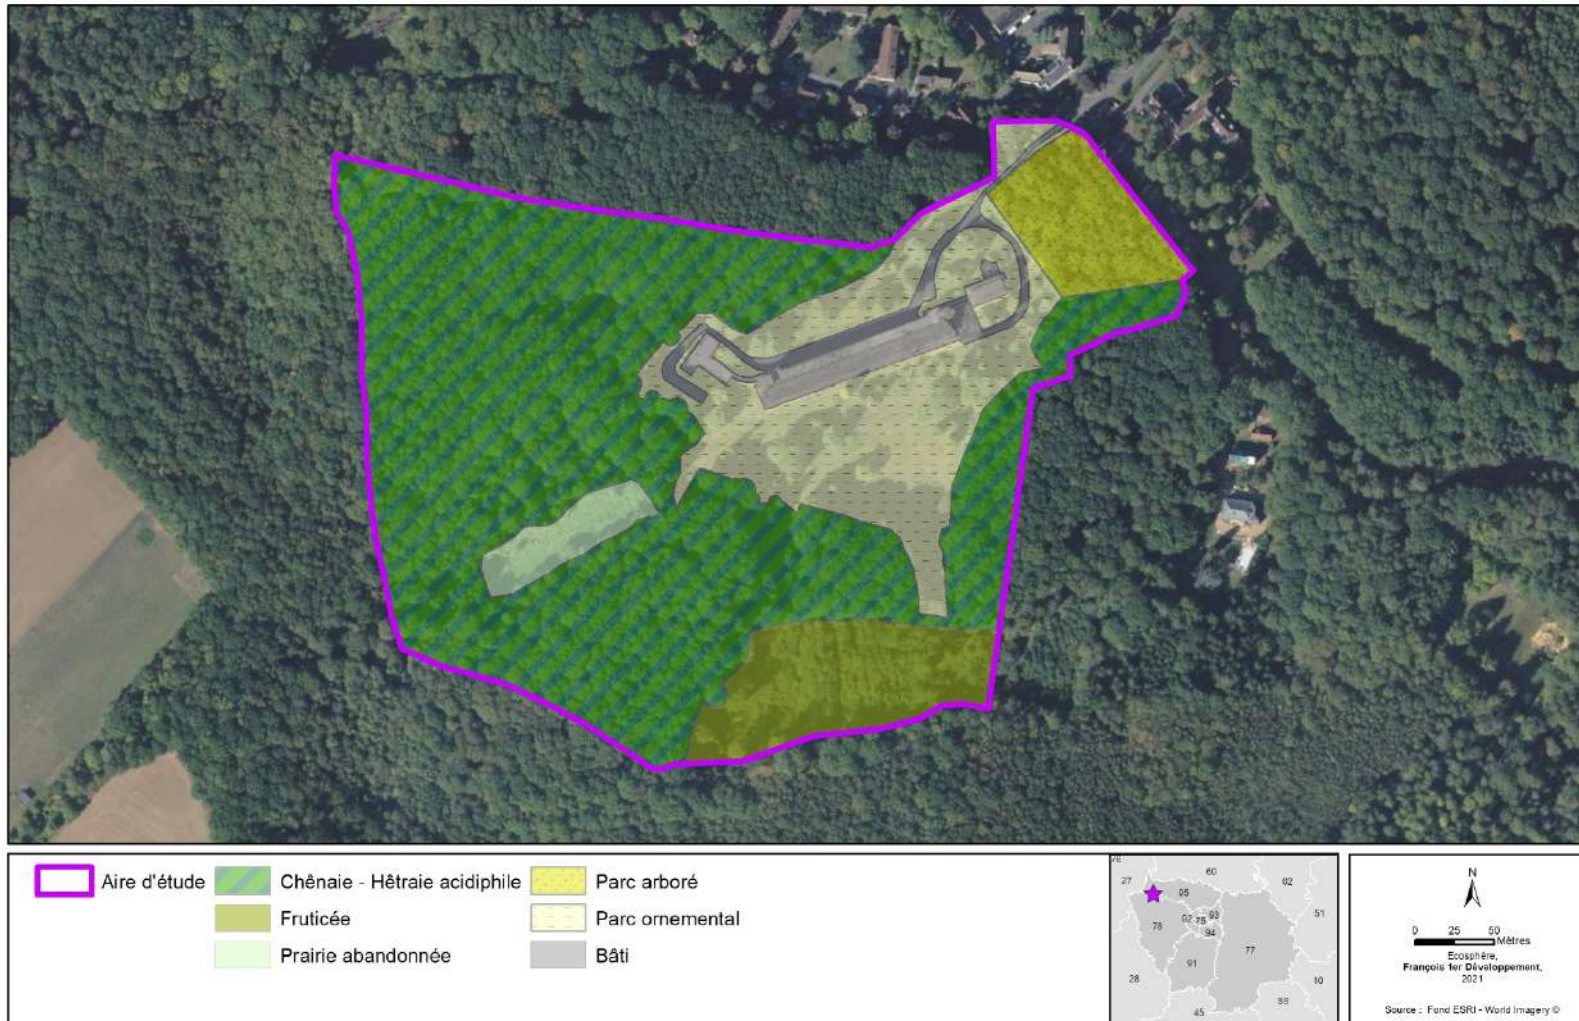 Aire d'étude
Chênaie - Hêtraie acidiphile
Fruticée
Prairie abandonnée
Parc arboré
Parc ornemental
Bâti
60
02
27
95
51
93
92
75
94
78
77
91
28
10
45
N
0 25 50
Mètres
Ecosphère,
François 1er Développement,
2021
Source : Fond ESRI - World Imagery ©